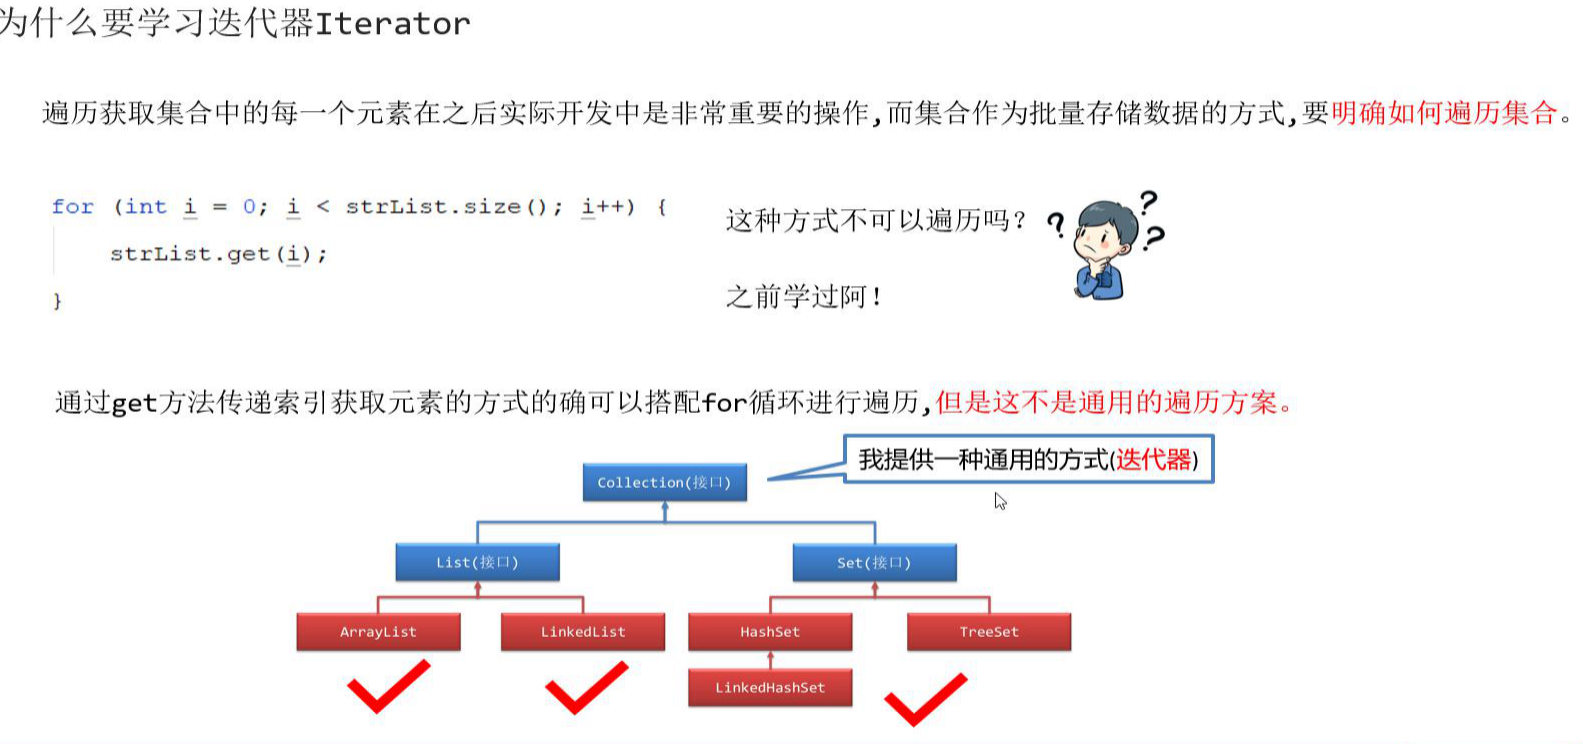 为什么要学习迭代器Iterator
遍历获取集合中的每一个元素在之后实际开发中是非常重要的操作,而集合作为批量存储数据的方式,要明确如何遍历集合。
for (int i = 0; i < strList.size(); i++) {
strList.get(i);
}
这种方式不可以遍历吗?
? ? ?
之前学过阿!
通过get方法传递索引获取元素的方式的确可以搭配for循环进行遍历,但是这不是通用的遍历方案。
我提供一种通用的方式(迭代器)
Collection(接口)
List(接口)
Set(接口)
ArrayList
LinkedList
HashSet
TreeSet
LinkedHashSet